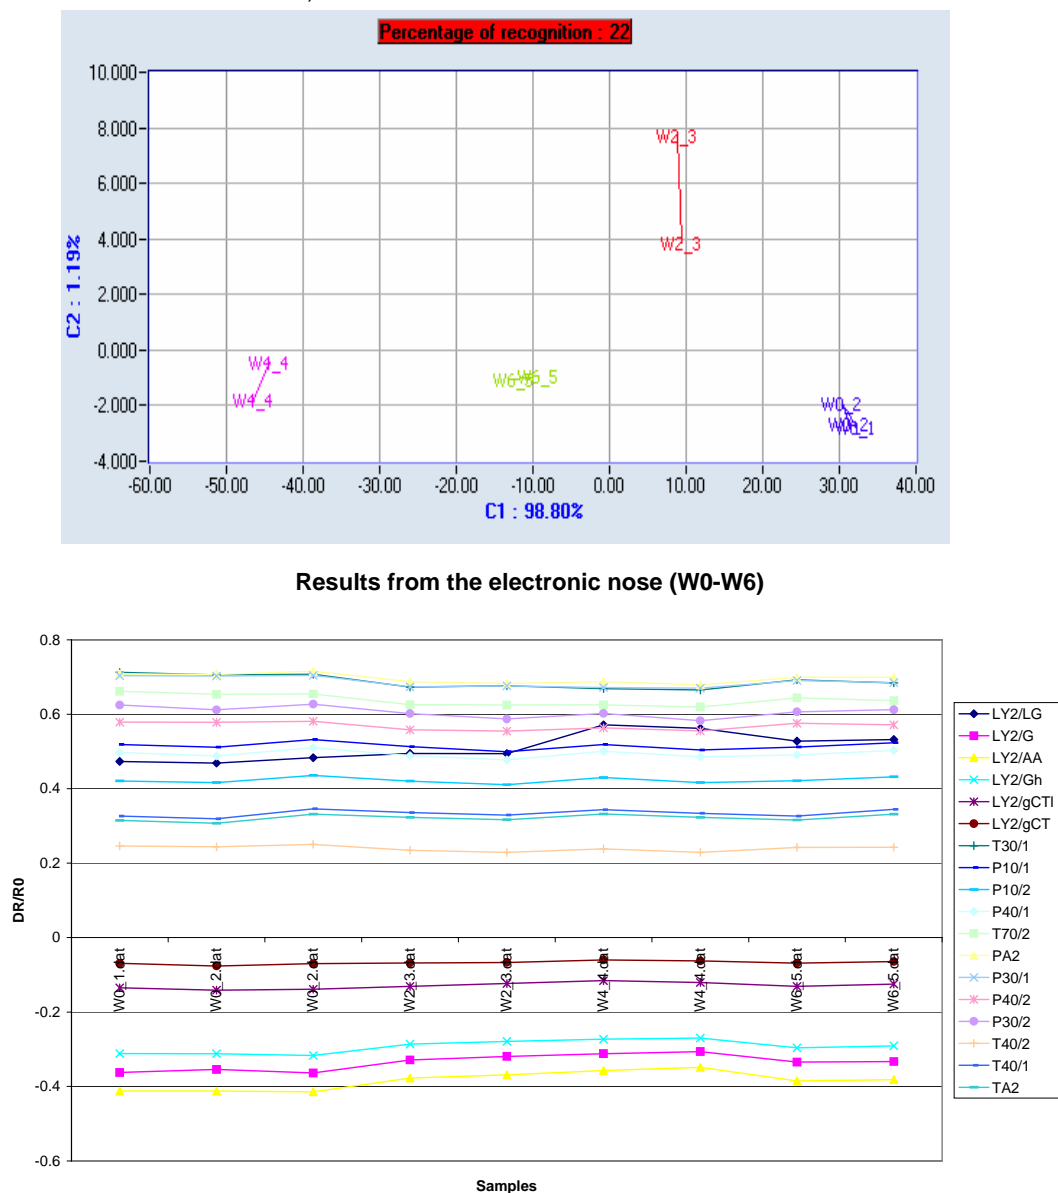 Percentage of recognition : 22
10.000
8.000
6.000
4.000
2.000
0.000
-2.000
-4.000
C2 : 1.19%
W2_3
W2_3
W4_4
W4_4
W6_5
W0_2
-60.00 -50.00 -40.00 -30.00 -20.00 -10.00 0.00 10.00 20.00 30.00 40.00
C1 : 98.80%
Results from the electronic nose (W0-W6)
0.8
0.6
0.4
0.2
0
-0.2
-0.4
-0.6
DR/R0
W0_1.dat
W0_2.dat
W0_2.dat
W2_3.dat
W2_3.dat
W4_4.dat
W4_4.dat
W6_5.dat
W6_5.dat
Samples
LY2/LG
LY2/G
LY2/AA
LY2/Gh
LY2/gCTl
LY2/gCT
T30/1
P10/1
P10/2
P40/1
T70/2
PA2
P30/1
P40/2
P30/2
T40/2
T40/1
TA2